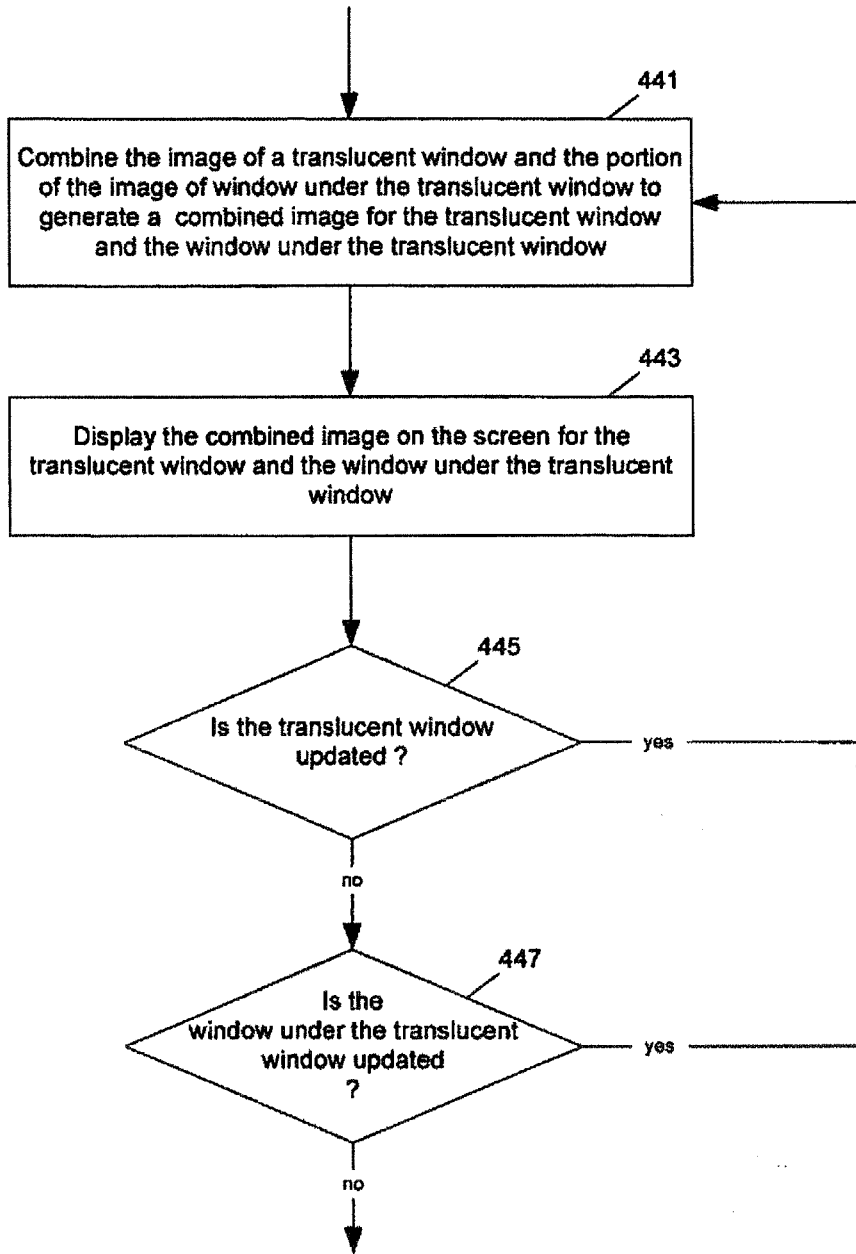 441
Combine the image of a translucent window and the portion
of the image of window under the translucent window to
generate a combined image for the translucent window
and the window under the translucent window
443
Display the combined image on the screen for the
translucent window and the window under the translucent
window
445
Is the translucent window
updated ?
yes
no
447
Is the
window under the translucent
window updated
?
yes
no